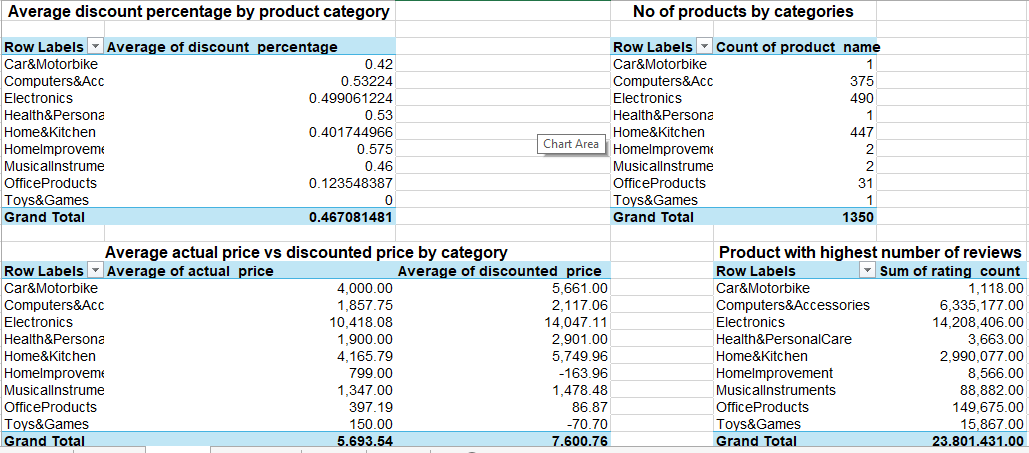 Average discount percentage by product category
Row Labels Average of discount percentage
Car&Motorbike 0.42
Computers&Acc 0.53224
Electronics 0.499061224
Health&Persona 0.53
Home&Kitchen 0.401744966
HomeImproveme 0.575
MusicalInstrume 0.46
OfficeProducts 0.123548387
Toys&Games 0
Grand Total 0.467081481
No of products by categories
Row Labels Count of product name
Car&Motorbike 1
Computers&Acc 375
Electronics 490
Health&Persona 1
Home&Kitchen 447
HomeImproveme 2
MusicalInstrume 2
OfficeProducts 31
Toys&Games 1
Grand Total 1350
Chart Area
Average actual price vs discounted price by category
Row Labels Average of actual price Average of discounted price
Car&Motorbike 4,000.00 5,661.00
Computers&Acc 1,857.75 2,117.06
Electronics 10,418.08 14,047.11
Health&Persona 1,900.00 2,901.00
Home&Kitchen 4,165.79 5,749.96
HomeImproveme 799.00 -163.96
MusicalInstrume 1,347.00 1,478.48
OfficeProducts 397.19 86.87
Toys&Games 150.00 -70.70
Grand Total 5,693.54 7,600.76
Product with highest number of reviews
Row Labels Sum of rating count
Car&Motorbike 1,118.00
Computers&Accessories 6,335,177.00
Electronics 14,208,406.00
Health&PersonalCare 3,663.00
Home&Kitchen 2,990,077.00
HomeImprovement 8,566.00
MusicalInstruments 88,882.00
OfficeProducts 149,675.00
Toys&Games 15,867.00
Grand Total 23,801,431.00